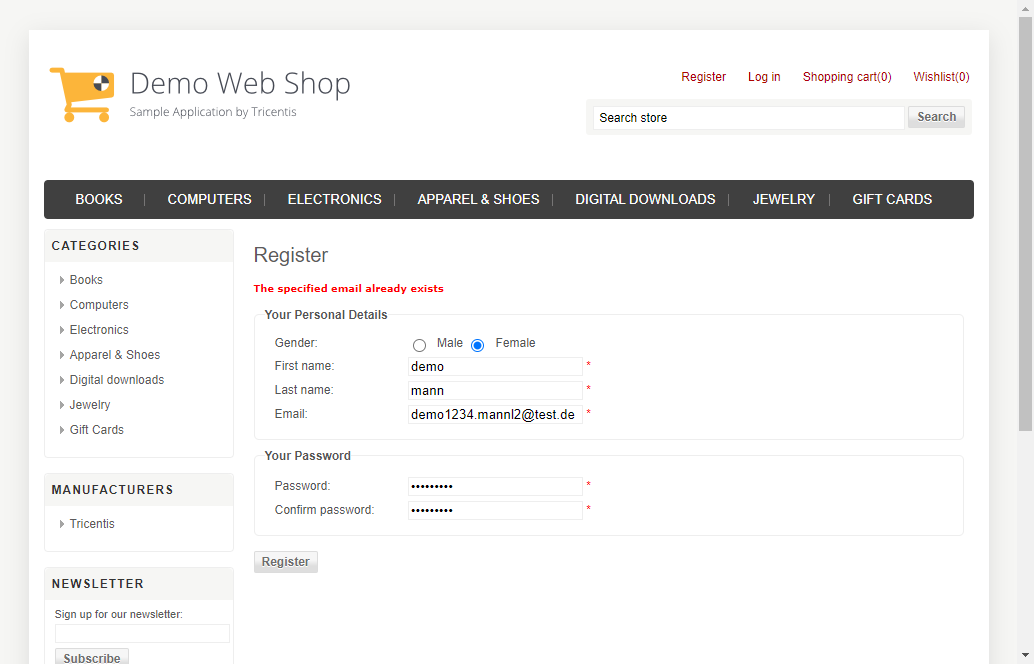 Demo Web Shop
Sample Application by Tricentis
Register Log in Shopping cart(0) Wishlist(0)
Search store Search
BOOKS COMPUTERS ELECTRONICS APPAREL & SHOES DIGITAL DOWNLOADS JEWELRY GIFT CARDS
CATEGORIES
Books
Computers
Electronics
Apparel & Shoes
Digital downloads
Jewelry
Gift Cards
MANUFACTURERS
Tricentis
NEWSLETTER
Sign up for our newsletter:
Subscribe
Register
The specified email already exists
Your Personal Details
Gender: Male Female
First name: demo *
Last name: mann *
Email: demo1234.mannl2@test.de *
Your Password
Password: ••••••••• *
Confirm password: ••••••••• *
Register